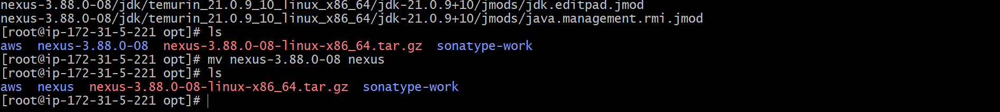 nexus-3.88.0-08/jdk/temurin_21.0.9_10_linux_x86_64/jdk-21.0.9+10/jmods/jdk.editpad.jmod
nexus-3.88.0-08/jdk/temurin_21.0.9_10_linux_x86_64/jdk-21.0.9+10/jmods/java.management.rmi.jmod
[root@ip-172-31-5-221 opt]# ls
aws  nexus-3.88.0-08  nexus-3.88.0-08-linux-x86_64.tar.gz  sonatype-work
[root@ip-172-31-5-221 opt]# mv nexus-3.88.0-08 nexus
[root@ip-172-31-5-221 opt]# ls
aws  nexus  nexus-3.88.0-08-linux-x86_64.tar.gz  sonatype-work
[root@ip-172-31-5-221 opt]#